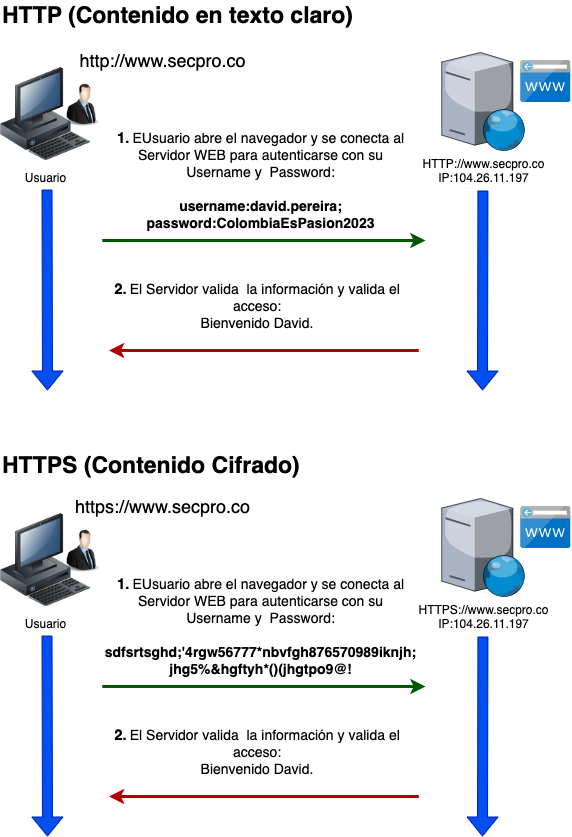 HTTP (Contenido en texto claro)
http://www.secpro.co
WWW
1. EUsuario abre el navegador y se conecta al
Servidor WEB para autenticarse con su
Username y Password:
Usuario
HTTP://www.secpro.co
IP:104.26.11.197
username:david.pereira;
password:ColombiaEsPasion2023
2. El Servidor valida la información y valida el
acceso:
Bienvenido David.
HTTPS (Contenido Cifrado)
https://www.secpro.co
WWW
1. EUsuario abre el navegador y se conecta al
Servidor WEB para autenticarse con su
Username y Password:
Usuario
HTTPS://www.secpro.co
IP:104.26.11.197
sdfsrtsghd;'4rgw56777*nbvfgh876570989iknjh;
jhg5%&hgftyh*()(jhgtpo9@!
2. El Servidor valida la información y valida el
acceso:
Bienvenido David.